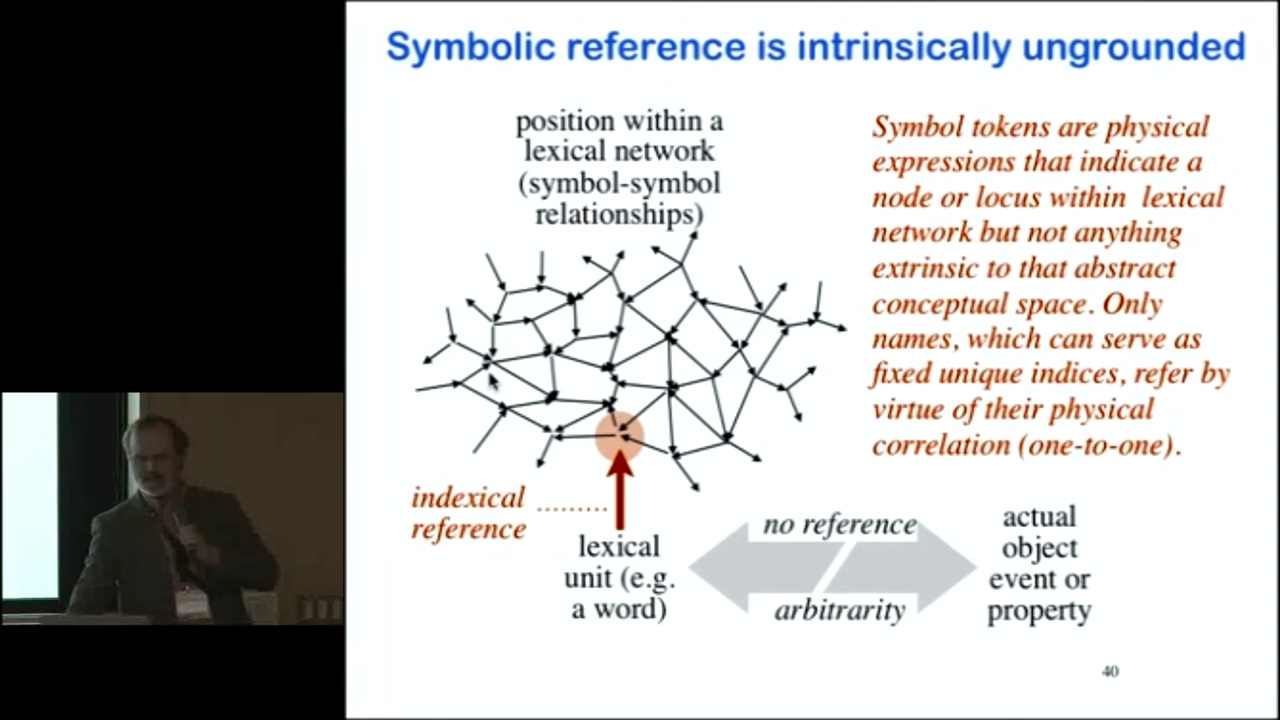 Symbolic reference is intrinsically ungrounded
position within a
lexical network
(symbol-symbol
relationships)
Symbol tokens are physical
expressions that indicate a
node or locus within lexical
network but not anything
extrinsic to that abstract
conceptual space. Only
names, which can serve as
fixed unique indices, refer by
virtue of their physical
correlation (one-to-one).
indexical
reference
lexical
unit (e.g.
a word)
no reference
arbitrarity
actual
object
event or
property
40